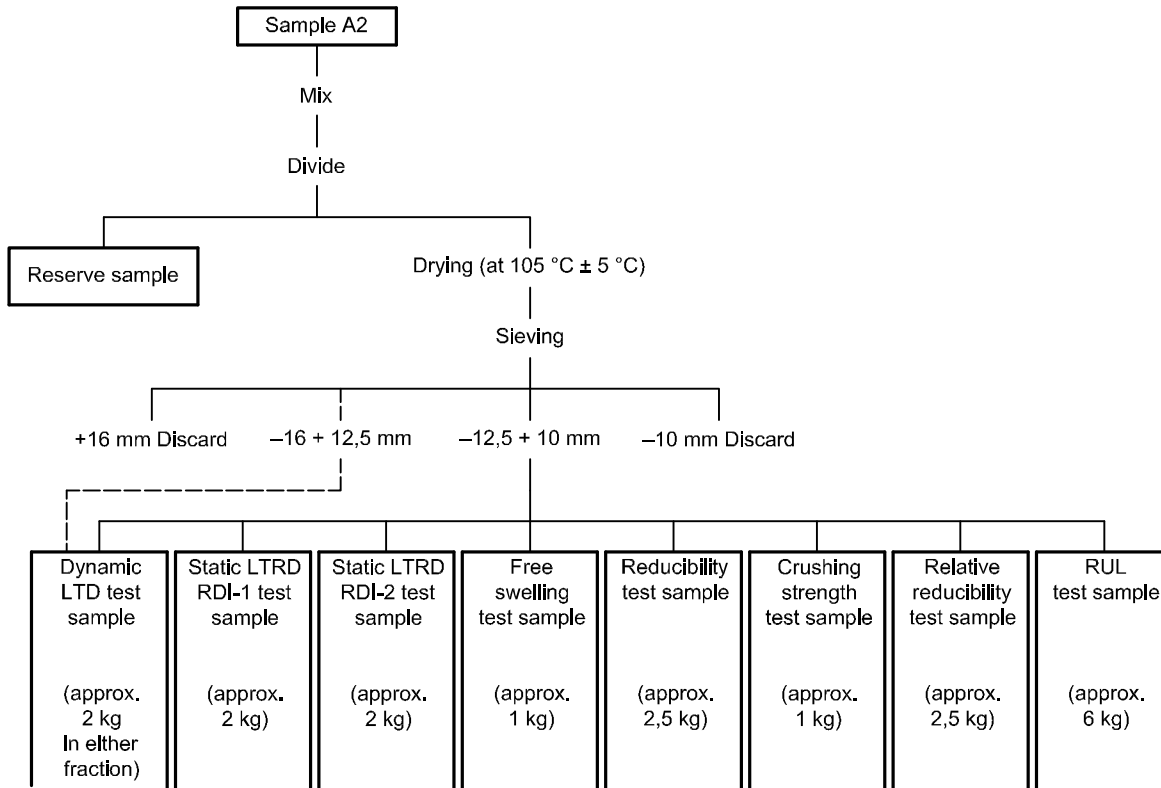 Sample A2
Mix
Divide
Reserve sample
Drying (at 105 °C ± 5 °C)
Sieving
+16 mm Discard
–16 + 12,5 mm
–12,5 + 10 mm
–10 mm Discard
Dynamic
LTD test
sample
(approx.
2 kg
In either
fraction)
Static LTRD
RDI-1 test
sample
(approx.
2 kg)
Static LTRD
RDI-2 test
sample
(approx.
2 kg)
Free
swelling
test sample
(approx.
1 kg)
Reducibility
test sample
(approx.
2,5 kg)
Crushing
strength
test sample
(approx.
1 kg)
Relative
reducibility
test sample
(approx.
2,5 kg)
RUL
test sample
(approx.
6 kg)